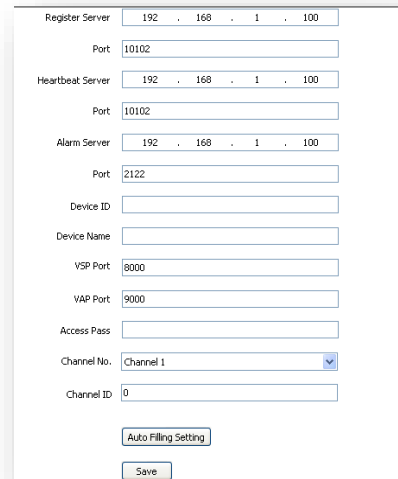 Register Server 192 . 168 . 1 . 100
Port 10102
Heartbeat Server 192 . 168 . 1 . 100
Port 10102
Alarm Server 192 . 168 . 1 . 100
Port 2122
Device ID
Device Name
VSP Port 8000
VAP Port 9000
Access Pass
Channel No. Channel 1
Channel ID 0
Auto Filling Setting
Save